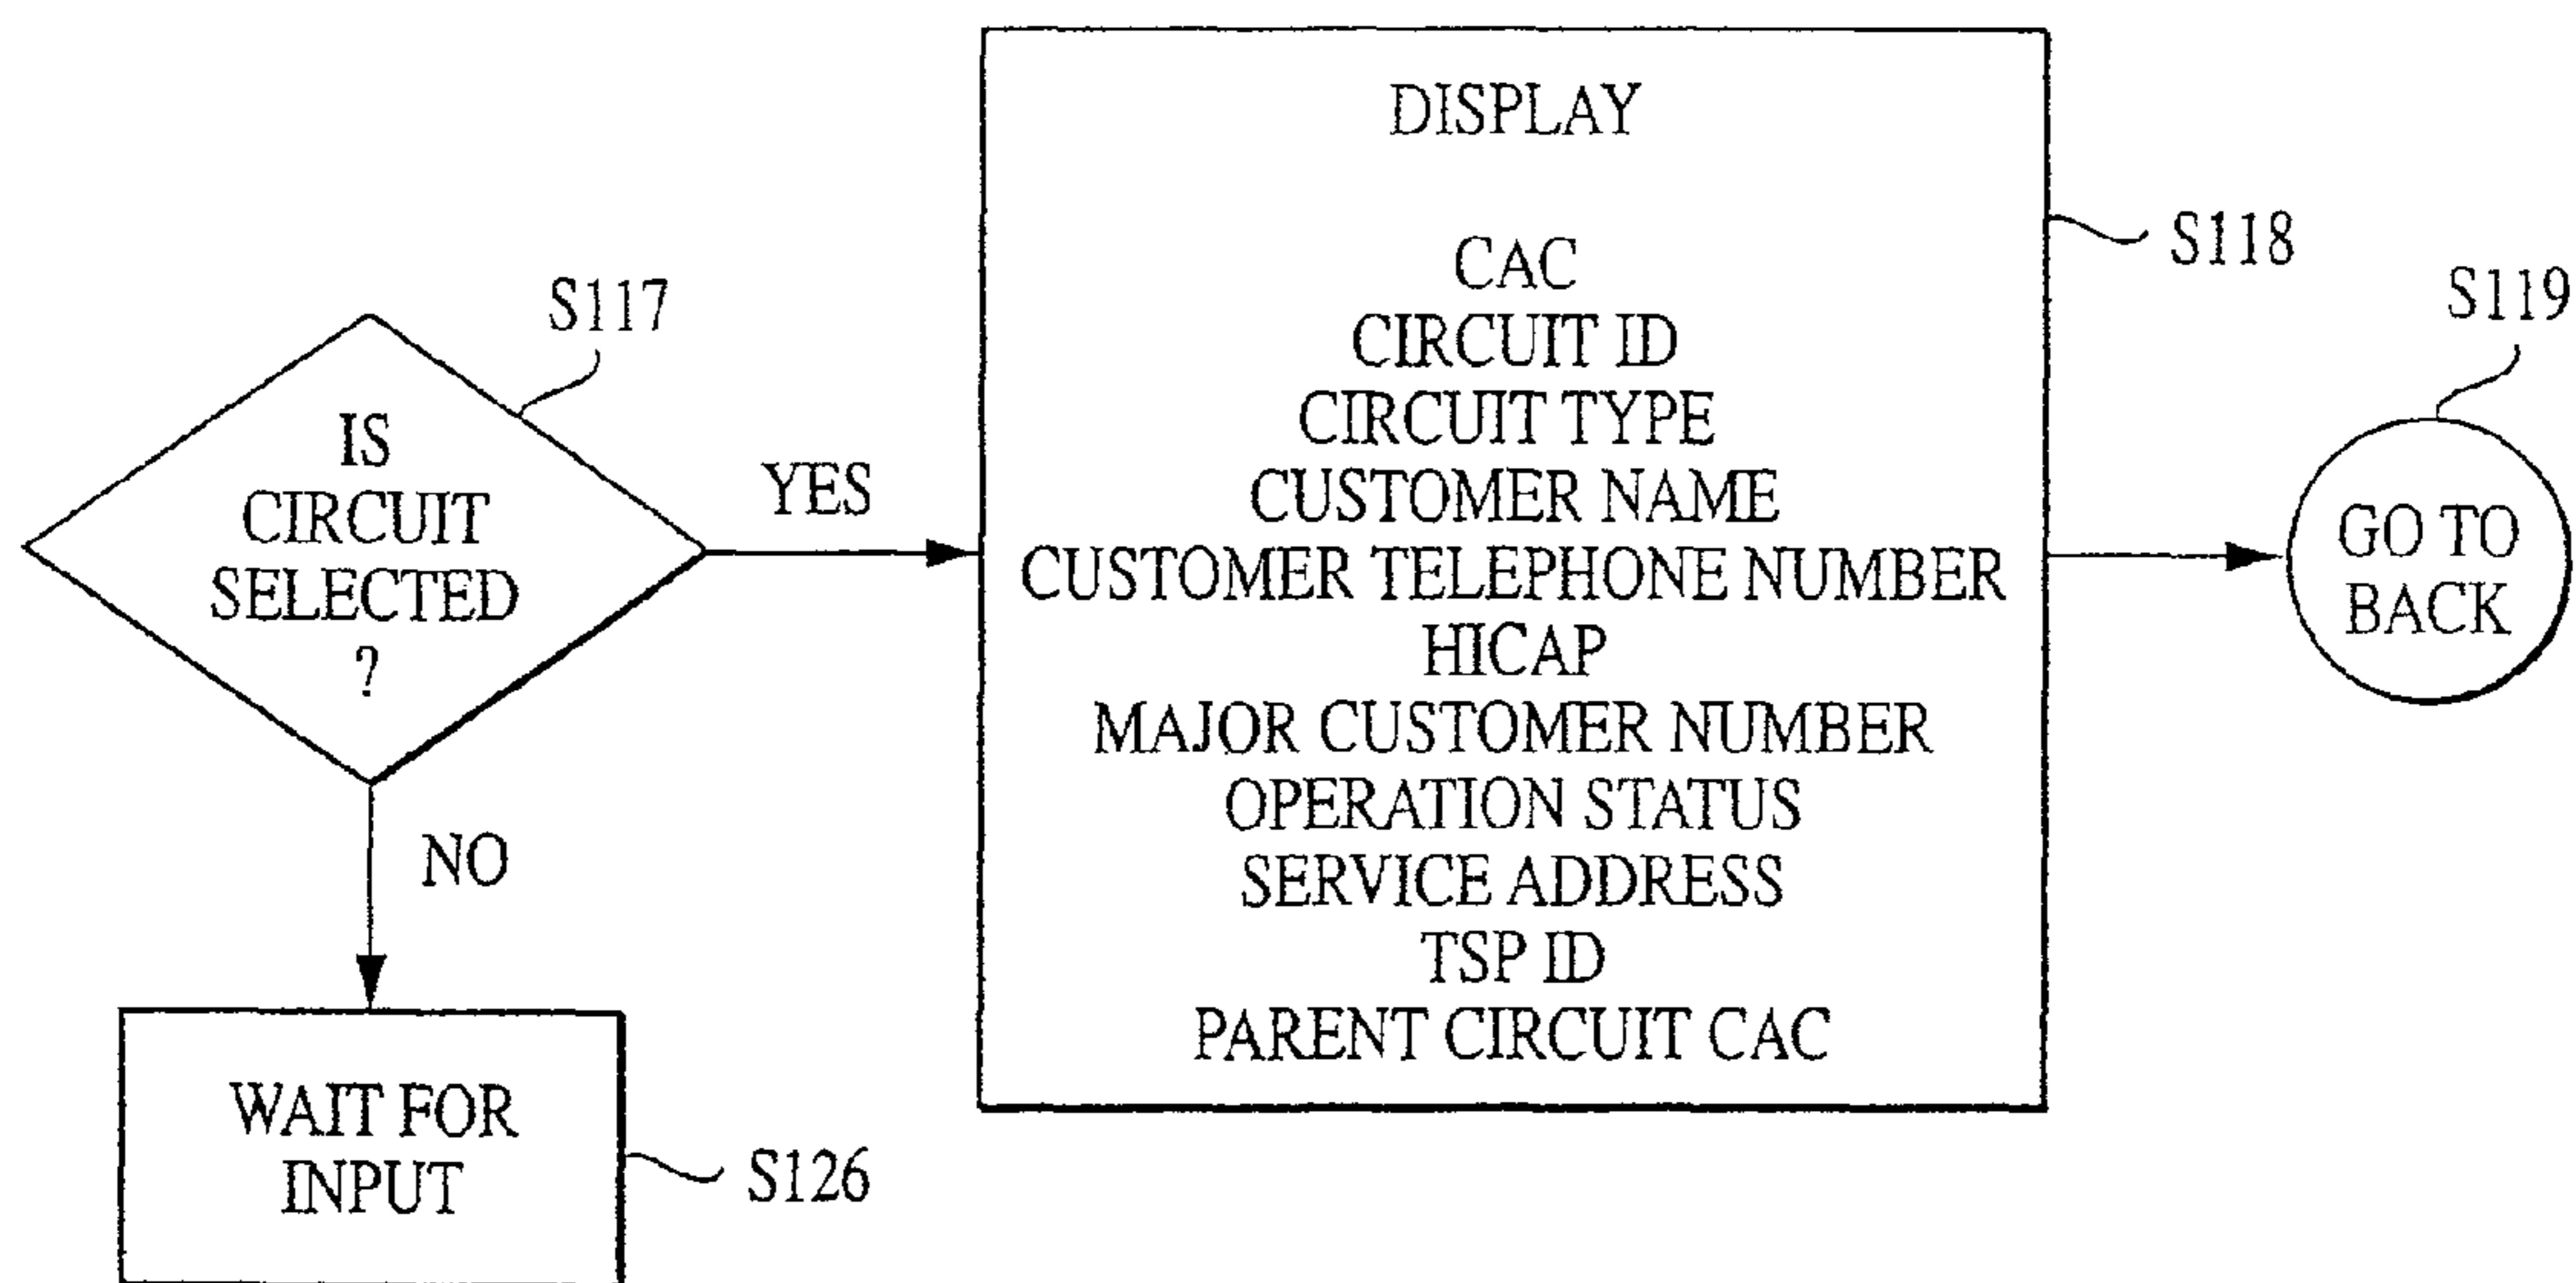 S117
IS
CIRCUIT
SELECTED
?
YES
NO
WAIT FOR
INPUT
S126
DISPLAY
CAC
CIRCUIT ID
CIRCUIT TYPE
CUSTOMER NAME
CUSTOMER TELEPHONE NUMBER
HICAP
MAJOR CUSTOMER NUMBER
OPERATION STATUS
SERVICE ADDRESS
TSP ID
PARENT CIRCUIT CAC
S118
S119
GO TO
BACK